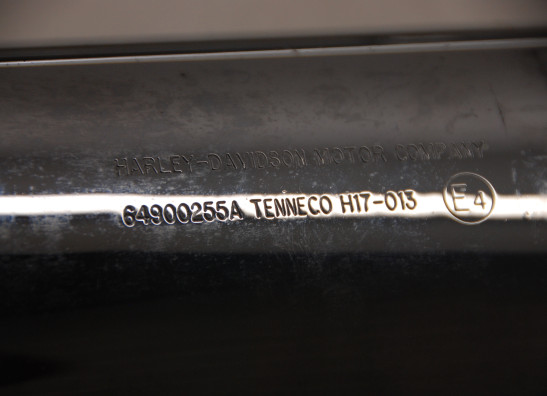 HARLEY-DAVIDSON MOTOR COMPANY
64900255A TENNECO H17-013 E4